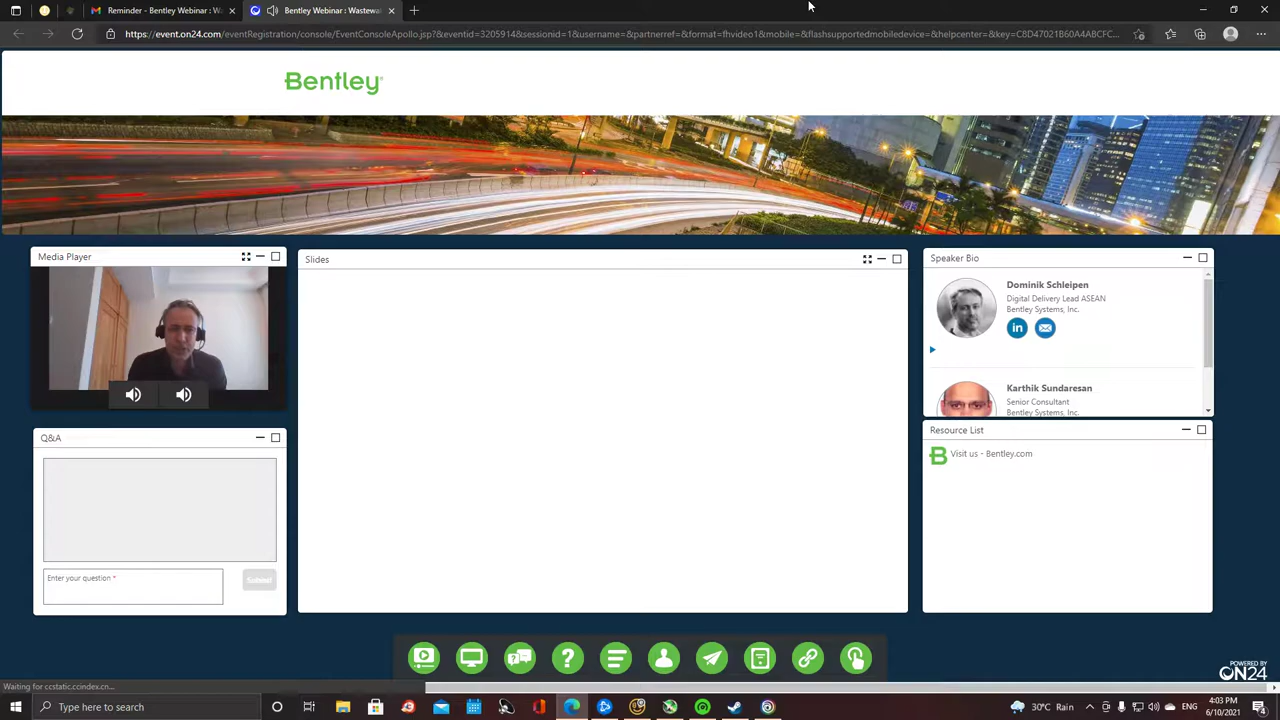 Reminder - Bentley Webinar : Wa
Bentley Webinar : Wastewa
https://event.on24.com/eventRegistration/console/EventConsoleApollo.jsp?&eventid=3205914&sessionid=1&username=&partnerref=&format=fhvideo1&mobile=&flashsupportedmobiledevice=&helpcenter=&key=C8D47021B60A4ABCFC...
Bentley
Media Player
Slides
Speaker Bio
Dominik Schleipen
Digital Delivery Lead ASEAN
Bentley Systems, Inc.
in
Karthik Sundaresan
Senior Consultant
Bentley Systems, Inc.
Q&A
Enter your question *
Submit
Resource List
B Visit us - Bentley.com
POWERED BY
ON24
Waiting for ccstatic.ccindex.cn...
Type here to search
30°C Rain
ENG
4:03 PM
6/10/2021